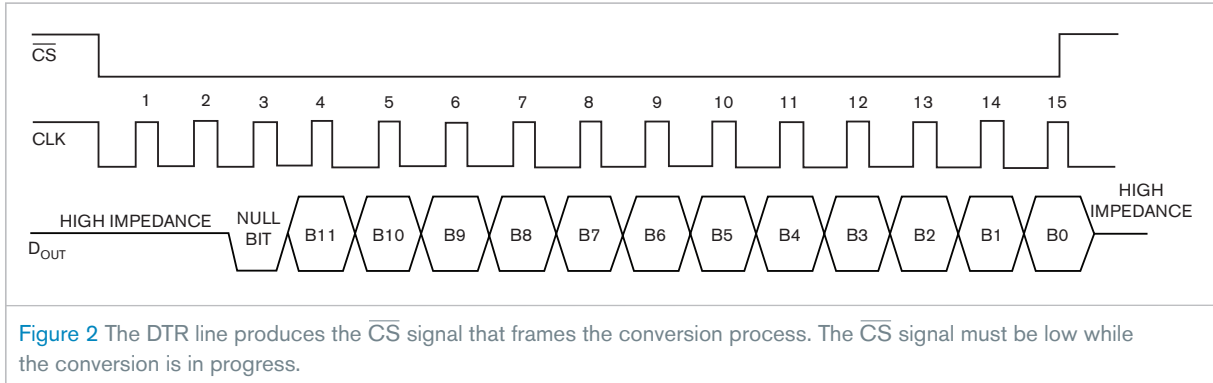 C̅S̅
1 2 3 4 5 6 7 8 9 10 11 12 13 14 15
CLK
HIGH IMPEDANCE
NULL BIT
B11 B10 B9 B8 B7 B6 B5 B4 B3 B2 B1 B0
HIGH IMPEDANCE
DOUT
Figure 2 The DTR line produces the C̅S̅ signal that frames the conversion process. The C̅S̅ signal must be low while
the conversion is in progress.